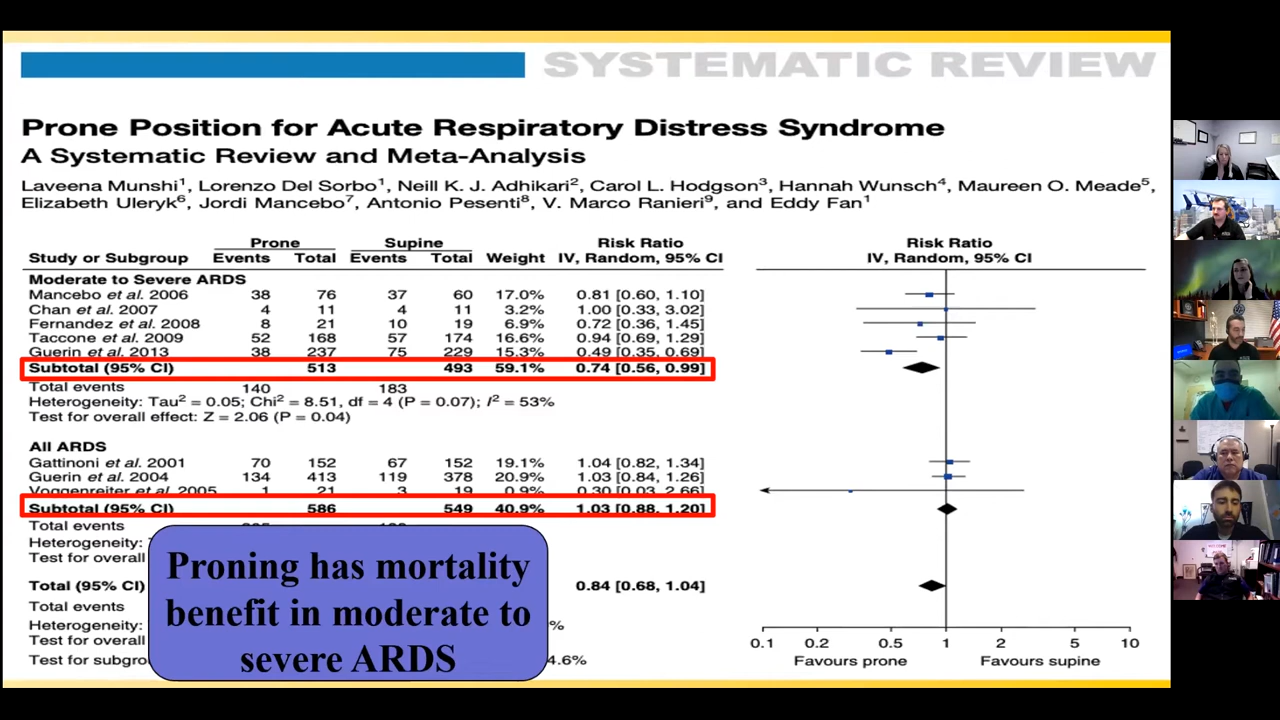 SYSTEMATIC REVIEW
Prone Position for Acute Respiratory Distress Syndrome
A Systematic Review and Meta-Analysis
Laveena Munshi1, Lorenzo Del Sorbo1, Neill K. J. Adhikari2, Carol L. Hodgson3, Hannah Wunsch4, Maureen O. Meade5,
Elizabeth Uleryk6, Jordi Mancebo7, Antonio Pesenti8, V. Marco Ranieri9, and Eddy Fan1
Prone Supine Risk Ratio Risk Ratio
Study or Subgroup Events Total Events Total Weight IV, Random, 95% CI IV, Random, 95% CI
Moderate to Severe ARDS
Mancebo et al. 2006 38 76 37 60 17.0% 0.81 [0.60, 1.10]
Chan et al. 2007 4 11 4 11 3.2% 1.00 [0.33, 3.02]
Fernandez et al. 2008 8 21 10 19 6.9% 0.72 [0.36, 1.45]
Taccone et al. 2009 52 168 57 174 16.6% 0.94 [0.69, 1.29]
Guerin et al. 2013 38 237 75 229 15.3% 0.49 [0.35, 0.69]
Subtotal (95% CI) 513 493 59.1% 0.74 [0.56, 0.99]
Total events 140 183
Heterogeneity: Tau2 = 0.05; Chi2 = 8.51, df = 4 (P = 0.07); I2 = 53%
Test for overall effect: Z = 2.06 (P = 0.04)
All ARDS
Gattinoni et al. 2001 70 152 67 152 19.1% 1.04 [0.82, 1.34]
Guerin et al. 2004 134 413 119 378 20.9% 1.03 [0.84, 1.26]
Voggenreiter et al. 2005 1 21 3 19 0.9% 0.30 [0.03, 2.66]
Subtotal (95% CI) 586 549 40.9% 1.03 [0.88, 1.20]
Total events
Heterogeneity:
Test for overall
Total (95% CI) 0.84 [0.68, 1.04]
Total events
Heterogeneity: %
Test for overall
Test for subgro 4.6%
Proning has mortality
benefit in moderate to
severe ARDS
0.1 0.2 0.5 1 2 5 10
Favours prone Favours supine